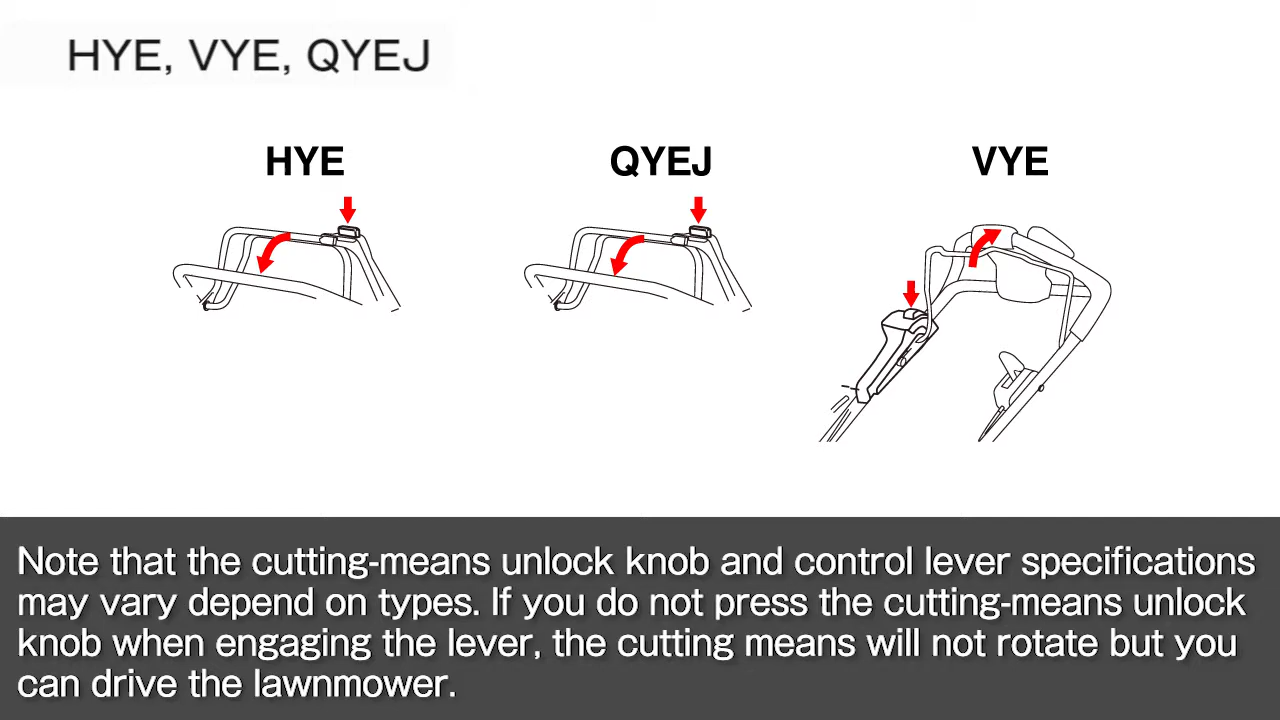 HYE, VYE, QYEJ
HYE
QYEJ
VYE
Note that the cutting-means unlock knob and control lever specifications
may vary depend on types. If you do not press the cutting-means unlock
knob when engaging the lever, the cutting means will not rotate but you
can drive the lawnmower.